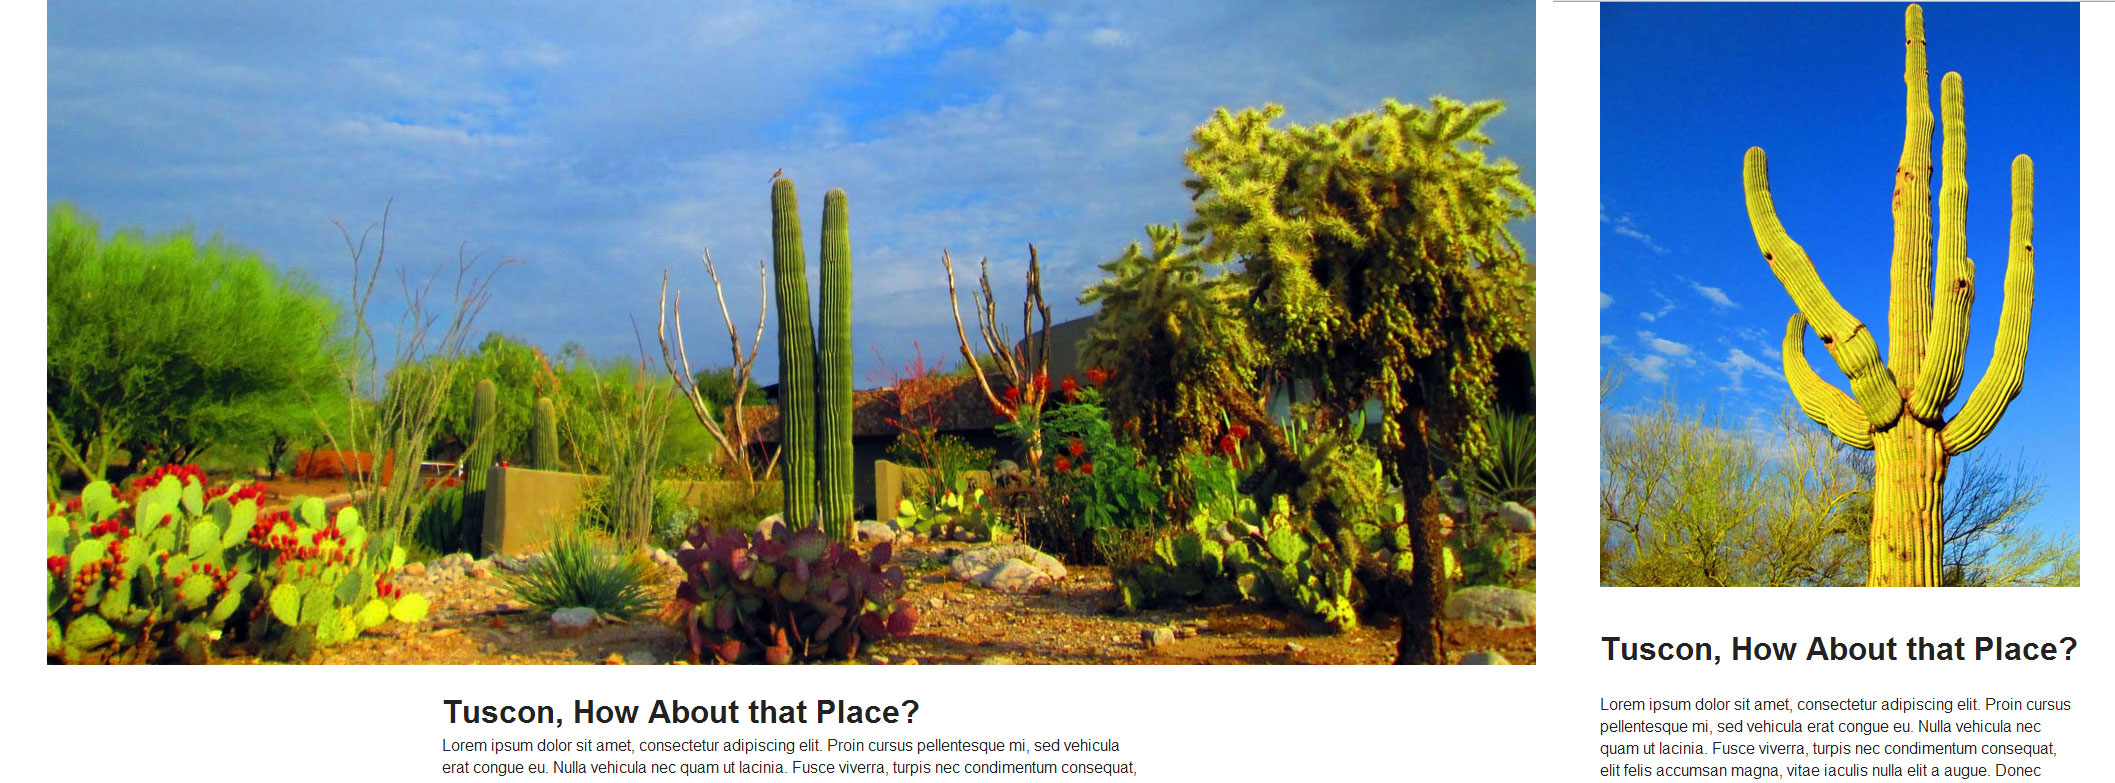 Tuscon, How About that Place?
Lorem ipsum dolor sit amet, consectetur adipiscing elit. Proin cursus pellentesque mi, sed vehicula
erat congue eu. Nulla vehicula nec quam ut lacinia. Fusce viverra, turpis nec condimentum consequat,
Tuscon, How About that Place?
Lorem ipsum dolor sit amet, consectetur adipiscing elit. Proin cursus
pellentesque mi, sed vehicula erat congue eu. Nulla vehicula nec
quam ut lacinia. Fusce viverra, turpis nec condimentum consequat,
elit felis accumsan magna, vitae iaculis nulla elit a augue. Donec